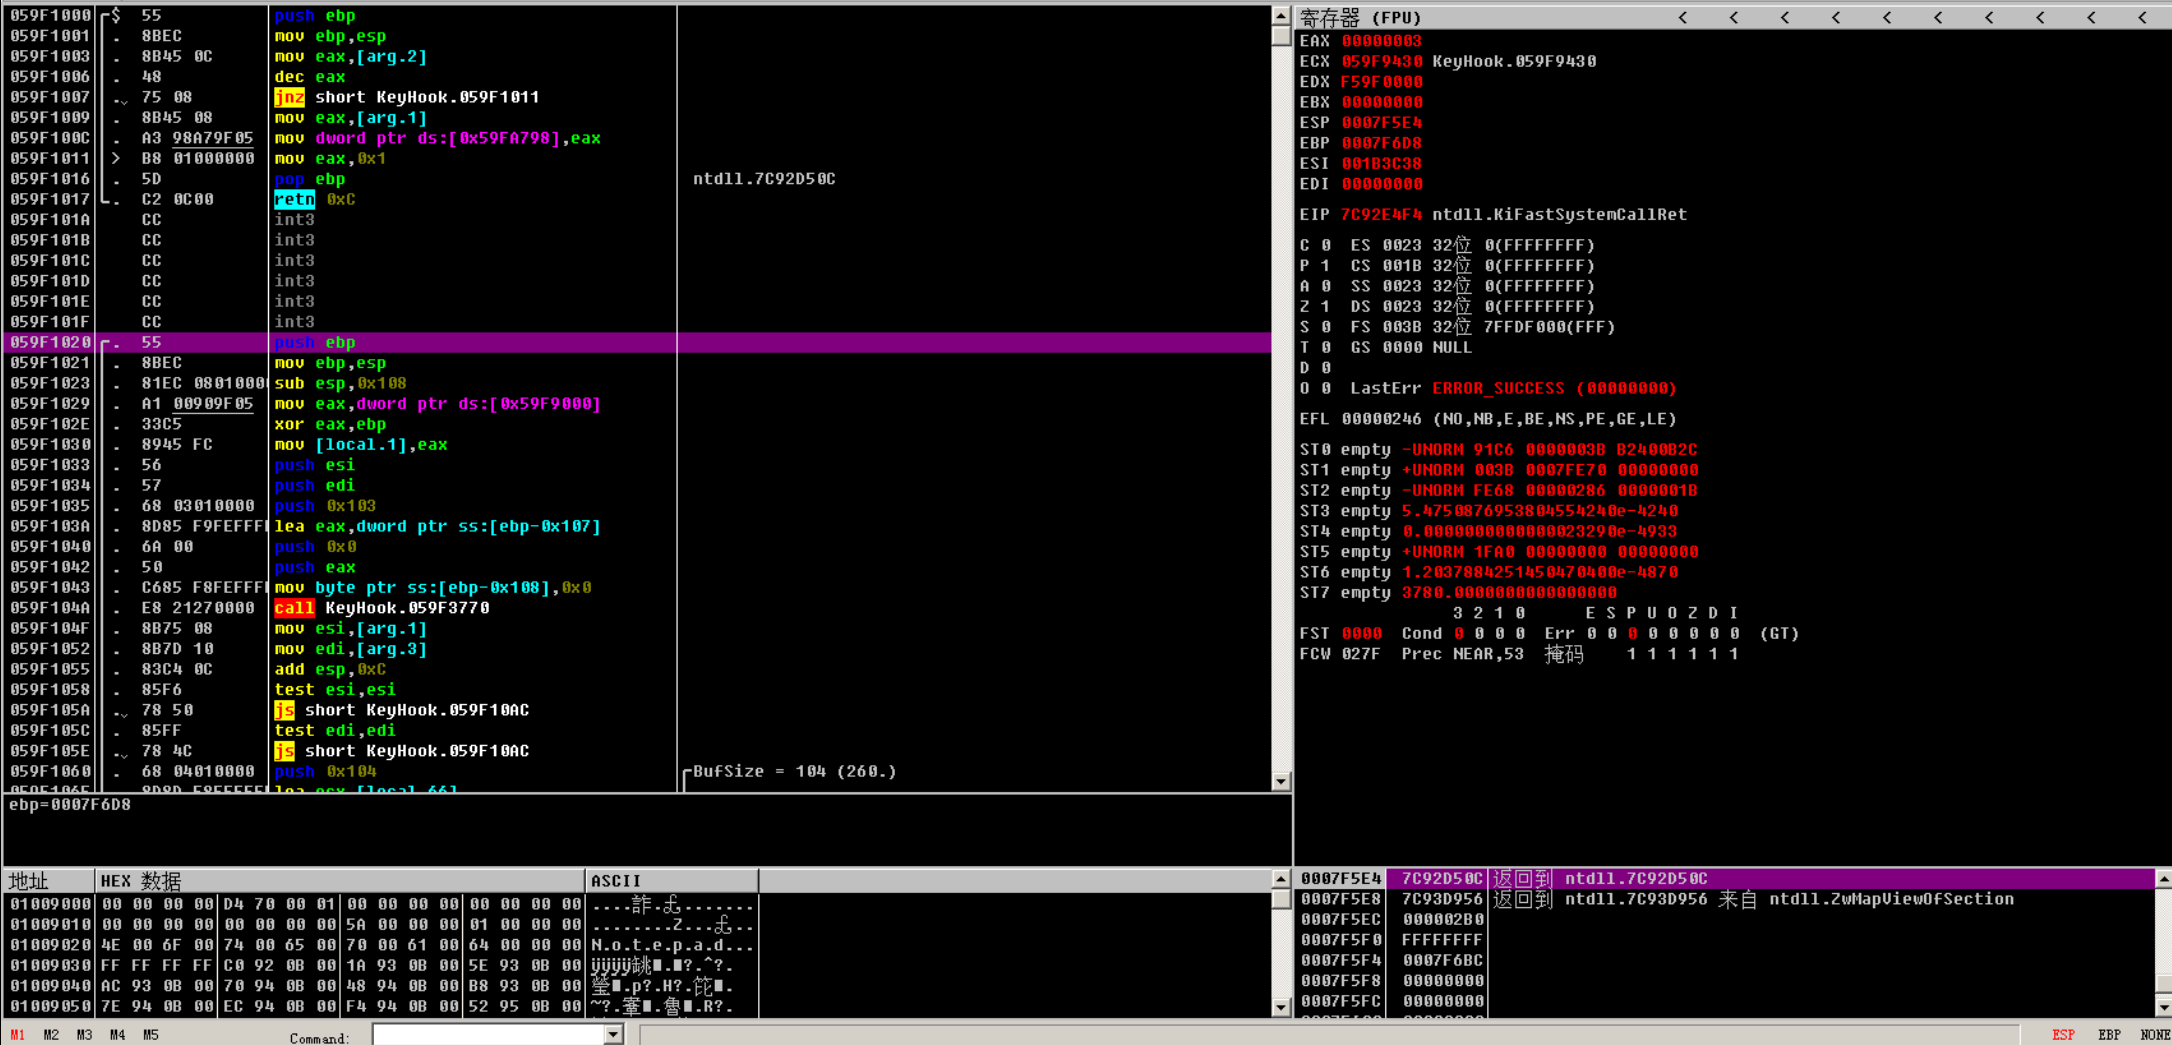 059F1000 $ 55 push ebp
059F1001 . 8BEC mov ebp,esp
059F1003 . 8B45 0C mov eax,[arg.2]
059F1006 . 48 dec eax
059F1007 . 75 08 jnz short KeyHook.059F1011
059F1009 . 8B45 08 mov eax,[arg.1]
059F100C . A3 98A79F05 mov dword ptr ds:[0x59FA798],eax
059F1011 > B8 01000000 mov eax,0x1
059F1016 . 5D pop ebp ntdll.7C92D50C
059F1017 . C2 0C00 retn 0xC
059F101A CC int3
059F101B CC int3
059F101C CC int3
059F101D CC int3
059F101E CC int3
059F101F CC int3
059F1020 . 55 push ebp
059F1021 . 8BEC mov ebp,esp
059F1023 . 81EC 0801000 sub esp,0x108
059F1029 . A1 00909F05 mov eax,dword ptr ds:[0x59F9000]
059F102E . 33C5 xor eax,ebp
059F1030 . 8945 FC mov [local.1],eax
059F1033 . 56 push esi
059F1034 . 57 push edi
059F1035 . 68 03010000 push 0x103
059F103A . 8D85 F9FEFFFF lea eax,dword ptr ss:[ebp-0x107]
059F1040 . 6A 00 push 0x0
059F1042 . 50 push eax
059F1043 . C685 F8FEFFFF mov byte ptr ss:[ebp-0x108],0x0
059F104A . E8 21270000 call KeyHook.059F3770
059F104F . 8B75 08 mov esi,[arg.1]
059F1052 . 8B7D 10 mov edi,[arg.3]
059F1055 . 83C4 0C add esp,0xC
059F1058 . 85F6 test esi,esi
059F105A . 78 50 js short KeyHook.059F10AC
059F105C . 85FF test edi,edi
059F105E . 78 4C js short KeyHook.059F10AC
059F1060 . 68 04010000 push 0x104 BufSize = 104 (260.)
ebp=0007F6D8
寄存器 (FPU) < < < < < < < < < <
EAX 00000003
ECX 059F9430 KeyHook.059F9430
EDX F59F0000
EBX 00000000
ESP 0007F5E4
EBP 0007F6D8
ESI 001B3C38
EDI 00000000
EIP 7C92E4F4 ntdll.KiFastSystemCallRet
C 0 ES 0023 32位 0(FFFFFFFF)
P 1 CS 001B 32位 0(FFFFFFFF)
A 0 SS 0023 32位 0(FFFFFFFF)
Z 1 DS 0023 32位 0(FFFFFFFF)
S 0 FS 003B 32位 7FFDF000(FFF)
T 0 GS 0000 NULL
D 0
O 0 LastErr ERROR_SUCCESS (00000000)
EFL 00000246 (NO,NB,E,BE,NS,PE,GE,LE)
ST0 empty -UNORM 91C6 0000003B B2400B2C
ST1 empty +UNORM 003B 0007FE70 00000000
ST2 empty -UNORM FE68 00000286 0000001B
ST3 empty 5.4750876953804554240e-4240
ST4 empty 0.0000000000000023290e-4933
ST5 empty +UNORM 1FA0 00000000 00000000
ST6 empty 1.2037884251450470400e-4870
ST7 empty 3780.0000000000000000
3 2 1 0 E S P U O Z D I
FST 0000 Cond 0 0 0 0 Err 0 0 0 0 0 0 0 0 (GT)
FCW 027F Prec NEAR,53 掩码 1 1 1 1 1 1
地址 HEX 数据 ASCII
01009000 00 00 00 00 D4 70 00 01 00 00 00 00 00 00 00 00
01009010 00 00 00 00 00 00 00 00 5A 00 00 00 01 00 00 00
01009020 4E 00 6F 00 74 00 65 00 70 00 61 00 64 00 00 00 N.o.t.e.p.a.d...
01009030 FF FF FF FF C0 92 0B 00 1A 93 0B 00 5E 93 0B 00
01009040 AC 93 0B 00 70 94 0B 00 48 94 0B 00 B8 93 0B 00
01009050 7E 94 0B 00 EC 94 0B 00 F4 94 0B 00 52 95 0B 00
0007F5E4 7C92D50C 返回到 ntdll.7C92D50C
0007F5E8 7C93D956 返回到 ntdll.7C93D956 来自 ntdll.ZwMapViewOfSection
0007F5EC 000002B0
0007F5F0 FFFFFFFF
0007F5F4 0007F6BC
0007F5F8 00000000
0007F5FC 00000000
M1 M2 M3 M4 M5 Command: ESP EBP NONE